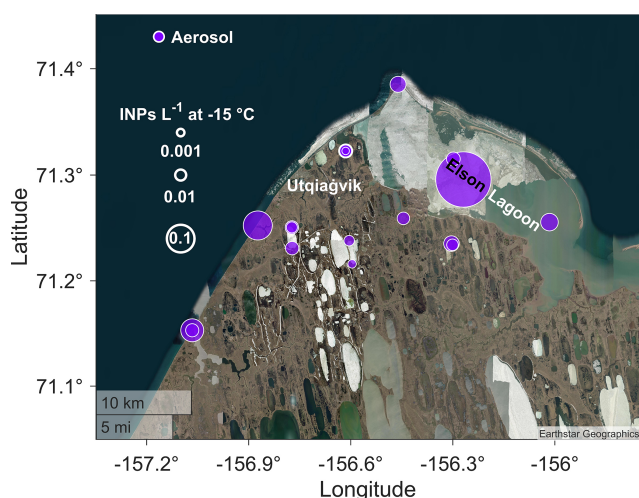 Aerosol
INPs L-1 at -15 °C
0.001
0.01
0.1
Utqiaġvik
Elson Lagoon
71.4°
71.3°
71.2°
71.1°
Latitude
10 km
5 mi
Earthstar Geographics
-157.2° -156.9° -156.6° -156.3° -156°
Longitude